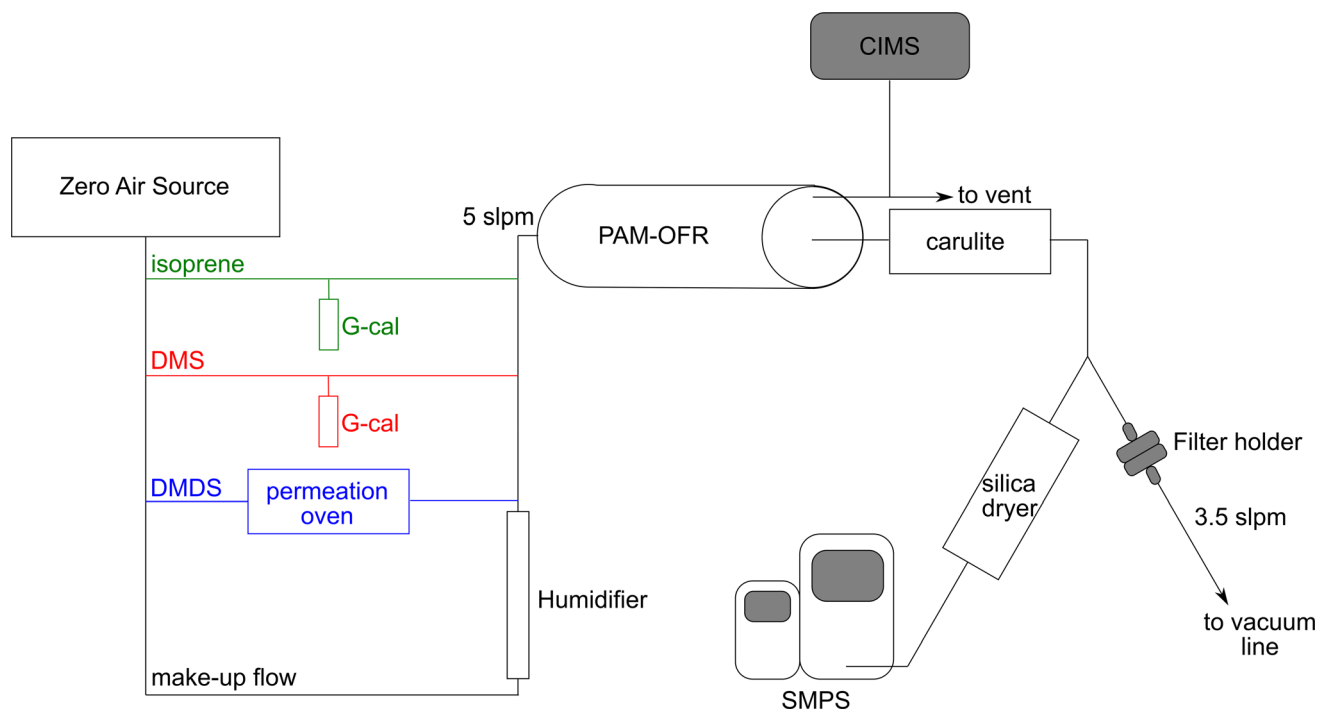 CIMS
Zero Air Source
5 slpm
PAM-OFR
to vent
carulite
isoprene
G-cal
DMS
G-cal
DMDS
permeation
oven
Filter holder
silica
dryer
3.5 slpm
Humidifier
to vacuum
line
make-up flow
SMPS